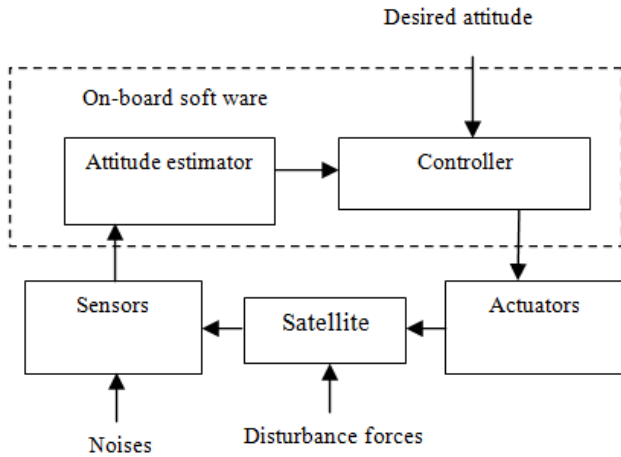 Desired attitude
On-board soft ware
Attitude estimator
Controller
Sensors
Satellite
Actuators
Noises
Disturbance forces